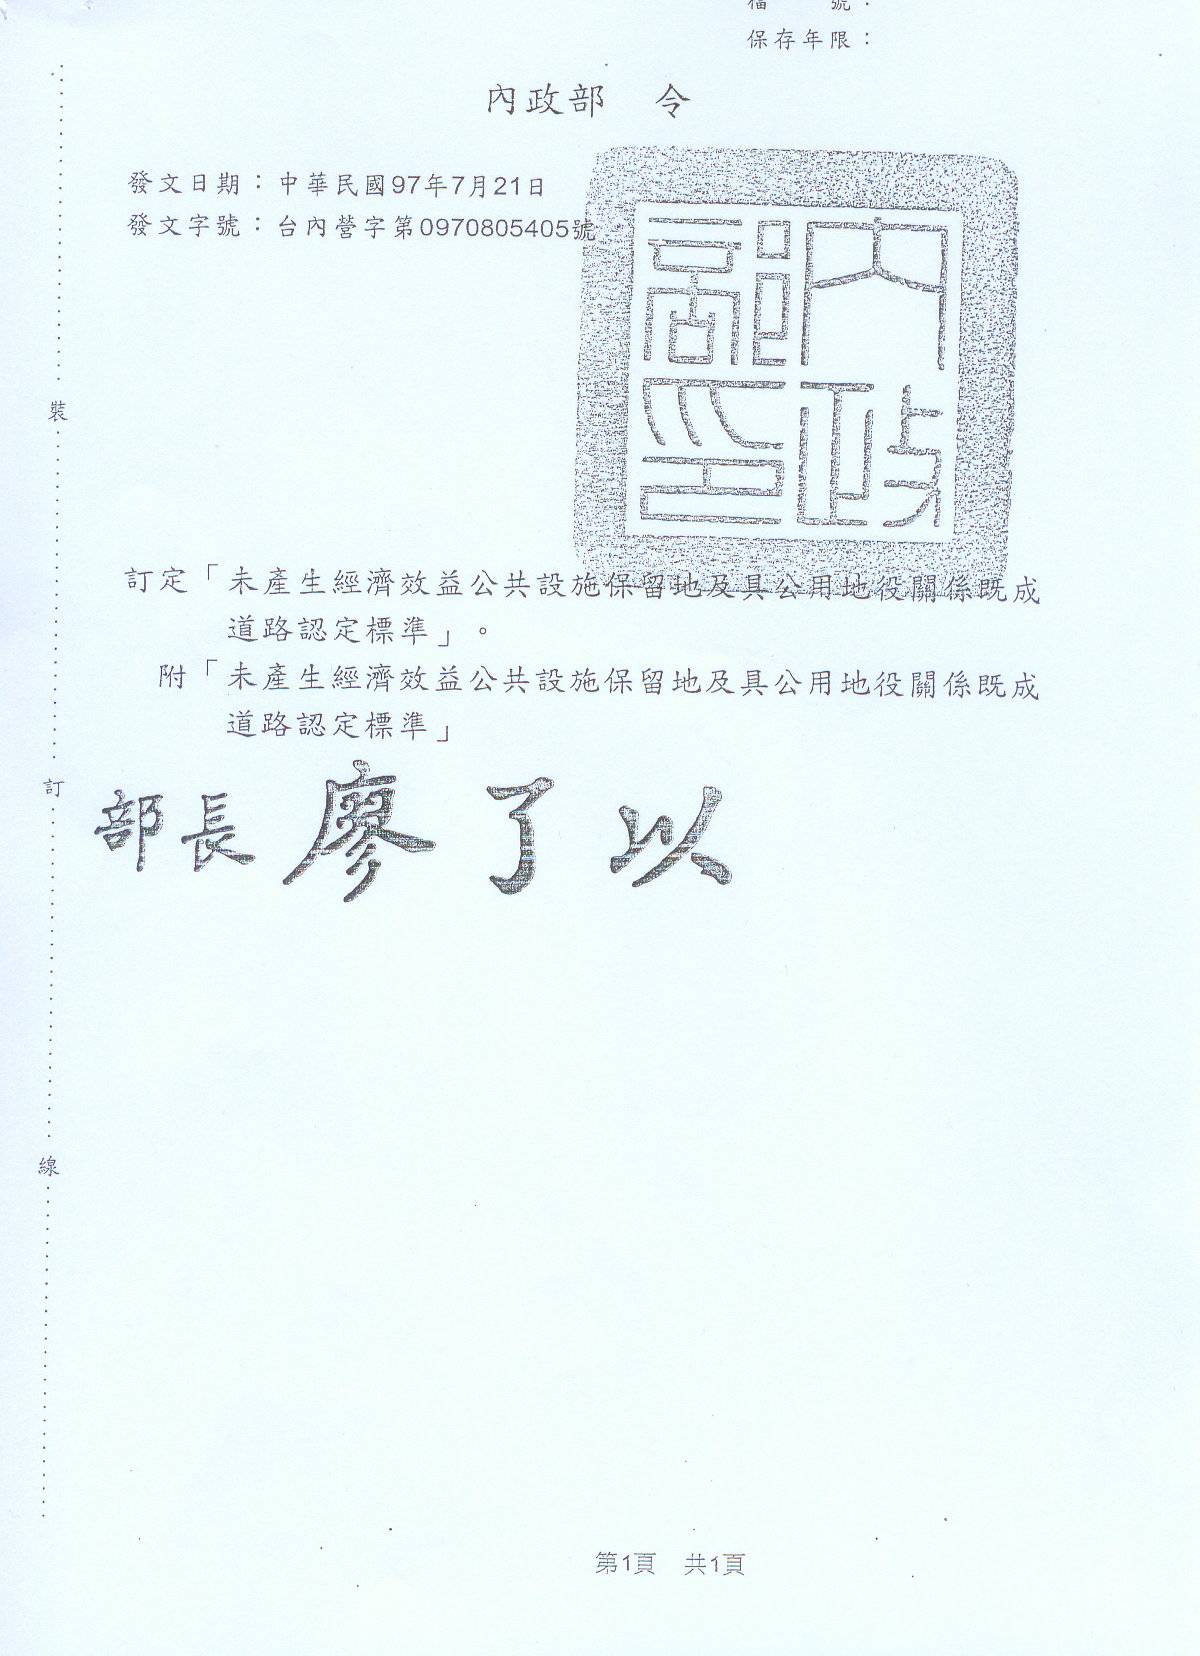 檔　　號：
保存年限：
內政部　令
發文日期：中華民國97年7月21日
發文字號：台內營字第0970805405號
內政部印
訂定「未產生經濟效益公共設施保留地及具公用地役關係既成
道路認定標準」。
附「未產生經濟效益公共設施保留地及具公用地役關係既成
道路認定標準」
部長 廖了以
裝
訂
線
第1頁　共1頁